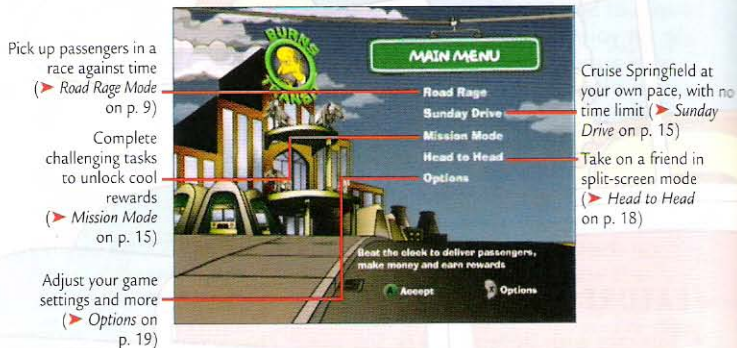 Pick up passengers in a
race against time
(➤ Road Rage Mode
on p. 9)
Complete
challenging tasks
to unlock cool
rewards
(➤ Mission Mode
on p. 15)
Adjust your game
settings and more
(➤ Options on
p. 19)
BURNS
TRANSIT
MAIN MENU
Road Rage
Sunday Drive
Mission Mode
Head to Head
Options
Beat the clock to deliver passengers,
make money and earn rewards
A Accept
Options
Cruise Springfield at
your own pace, with no
time limit (➤ Sunday
Drive on p. 15)
Take on a friend in
split-screen mode
(➤ Head to Head
on p. 18)